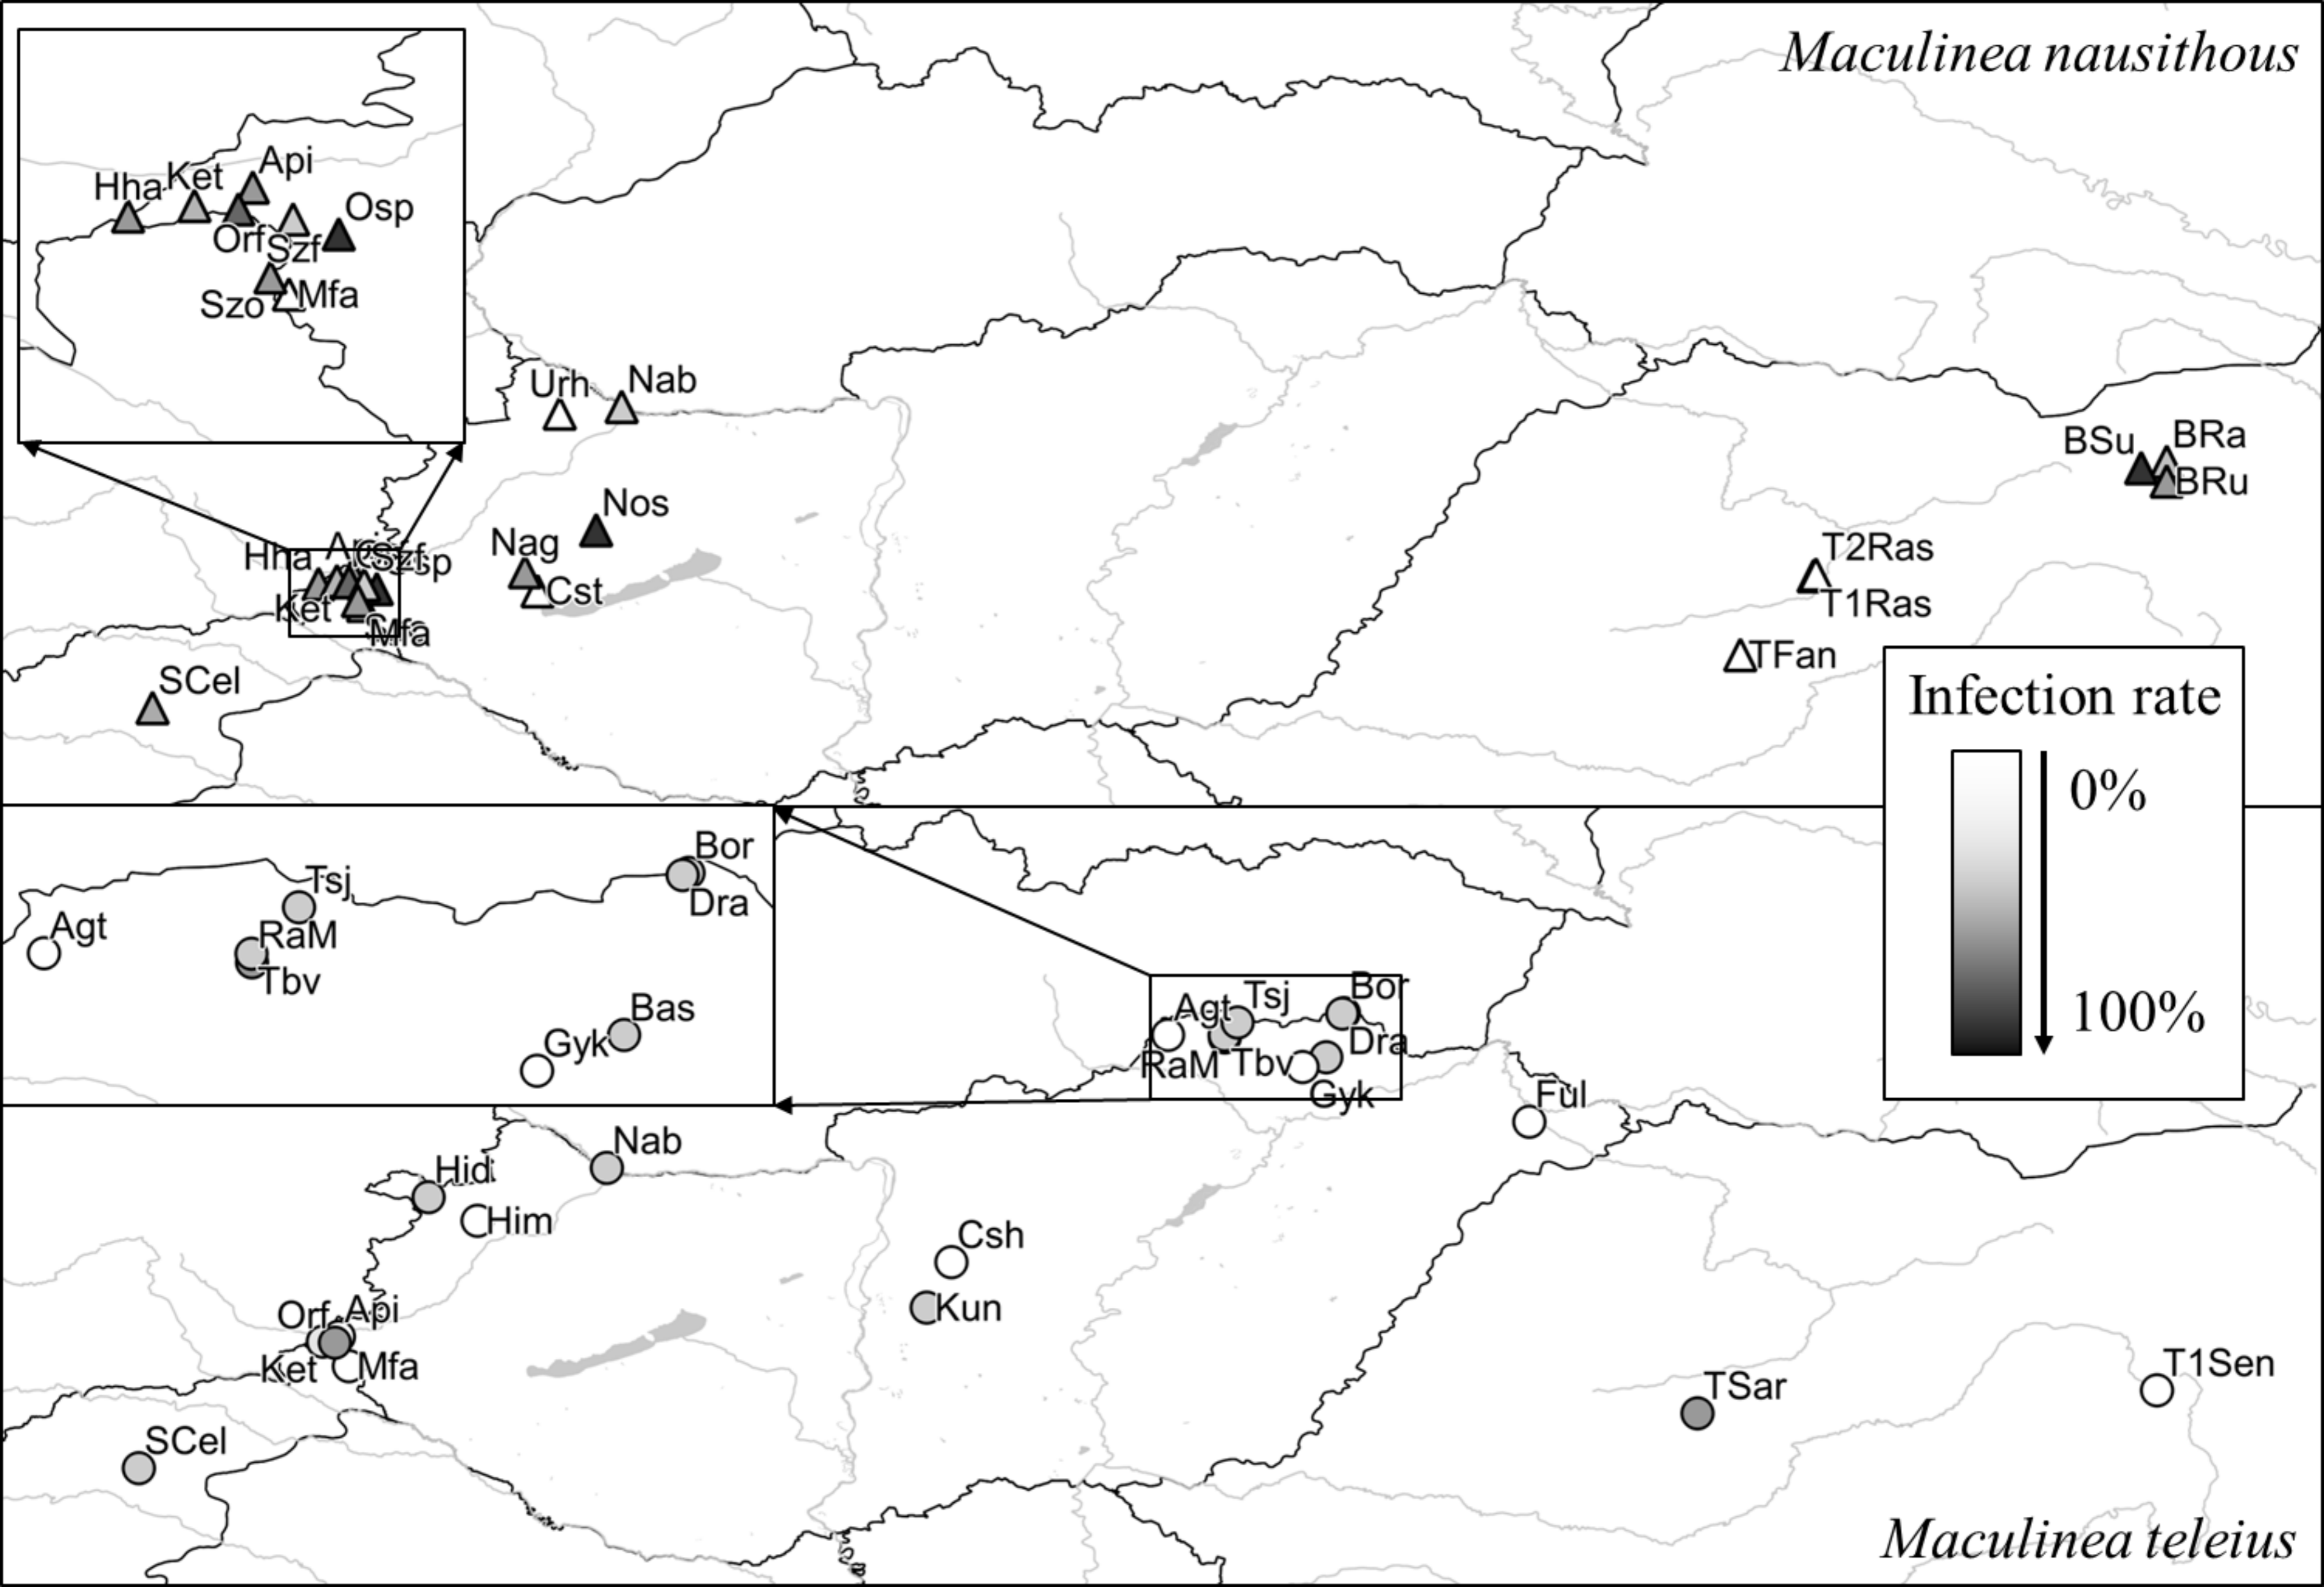 Maculinea nausithous
Api
Ket
Hha
Osp
Orf
Szf
Szo
Mfa
Urh
Nab
BSu
BRa
BRu
Nos
Nag
Cst
T2Ras
T1Ras
TFan
Hha
Szf
Ket
Mfa
SCel
Infection rate
0%
100%
Bor
Dra
Tsj
Agt
RaM
Tbv
Bas
Gyk
Bor
Tsj
Agt
Dra
RaM
Tbv
Gyk
Ful
Nab
Hid
Him
Csh
Kun
Orf
Api
Ket
Mfa
T1Sen
TSar
SCel
Maculinea teleius